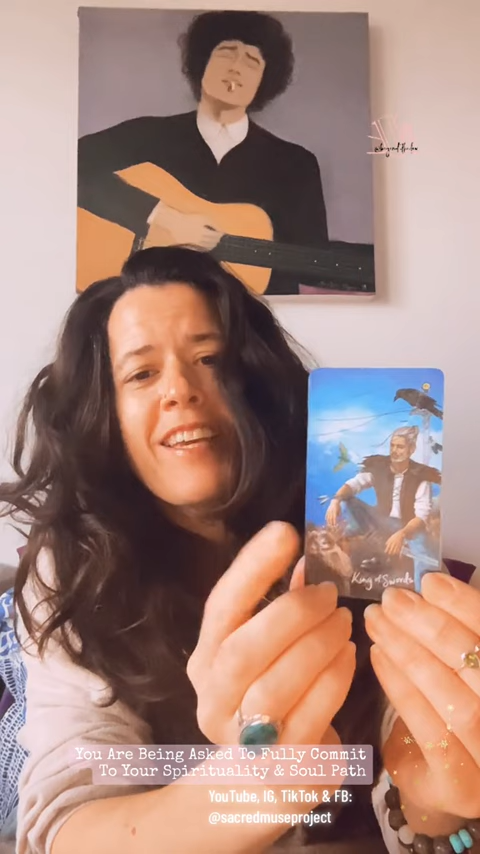 King of Swords
You Are Being Asked To Fully Commit
To Your Spirituality & Soul Path
YouTube, IG, TikTok & FB:
@sacredmuseproject